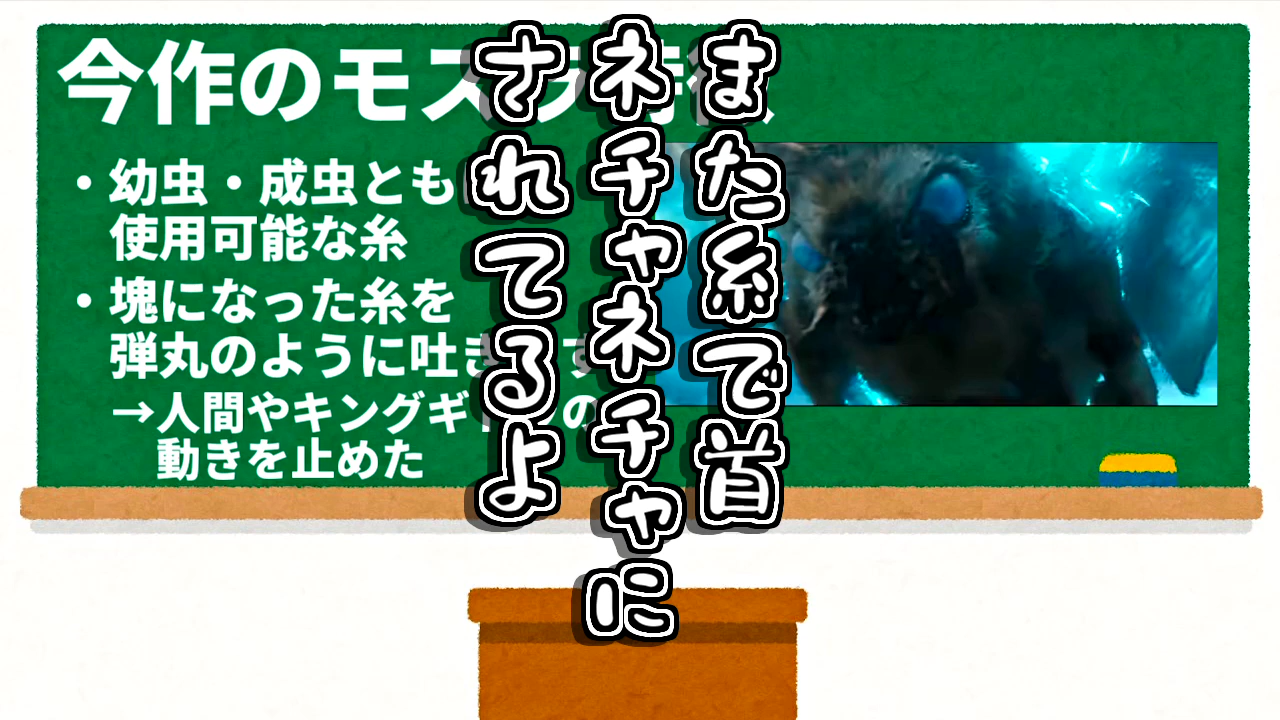 今作のモスラ特徴
・幼虫・成虫とも
使用可能な糸
・塊になった糸を
弾丸のように吐き
→人間やキングギ
動きを止めた
また糸で首
ネチャネチャに
されてるよ